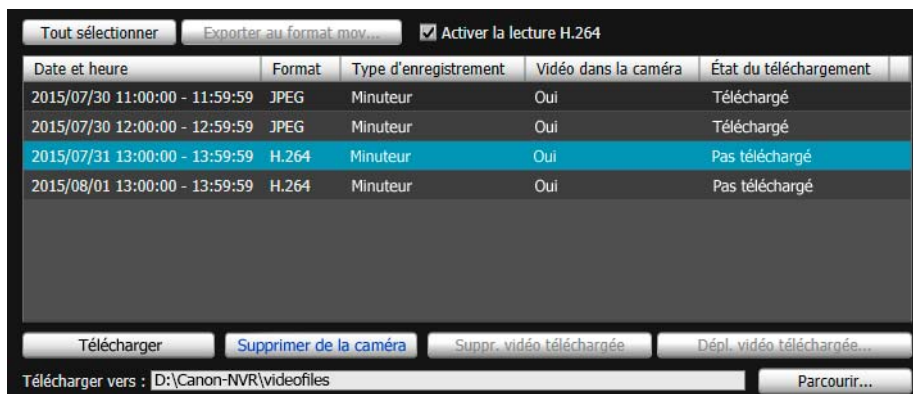 Tout sélectionner Exporter au format mov... Activer la lecture H.264
Date et heure Format Type d'enregistrement Vidéo dans la caméra État du téléchargement
2015/07/30 11:00:00 - 11:59:59 JPEG Minuteur Oui Téléchargé
2015/07/30 12:00:00 - 12:59:59 JPEG Minuteur Oui Téléchargé
2015/07/31 13:00:00 - 13:59:59 H.264 Minuteur Oui Pas téléchargé
2015/08/01 13:00:00 - 13:59:59 H.264 Minuteur Oui Pas téléchargé
Télécharger Supprimer de la caméra Suppr. vidéo téléchargée Dépl. vidéo téléchargée...
Télécharger vers : D:\Canon-NVR\videofiles Parcourir...